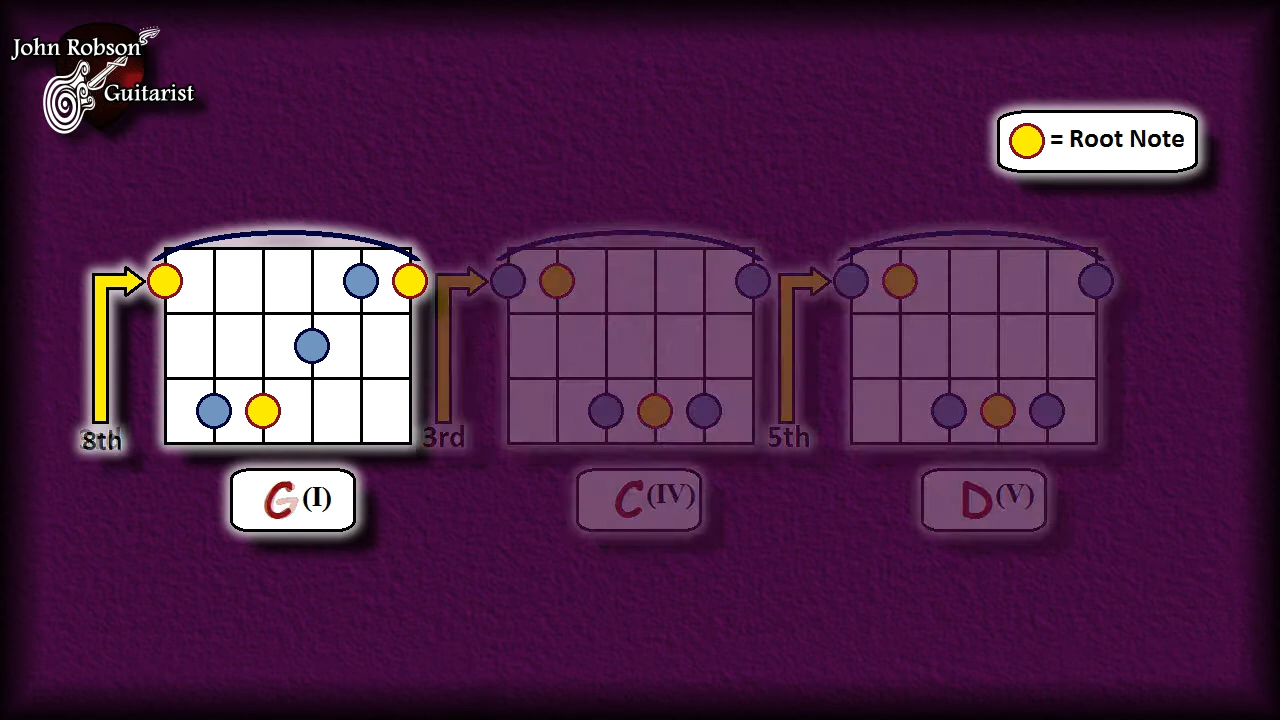 John Robson
Guitarist
= Root Note
8th
3rd
5th
G (I)
C (IV)
D (V)